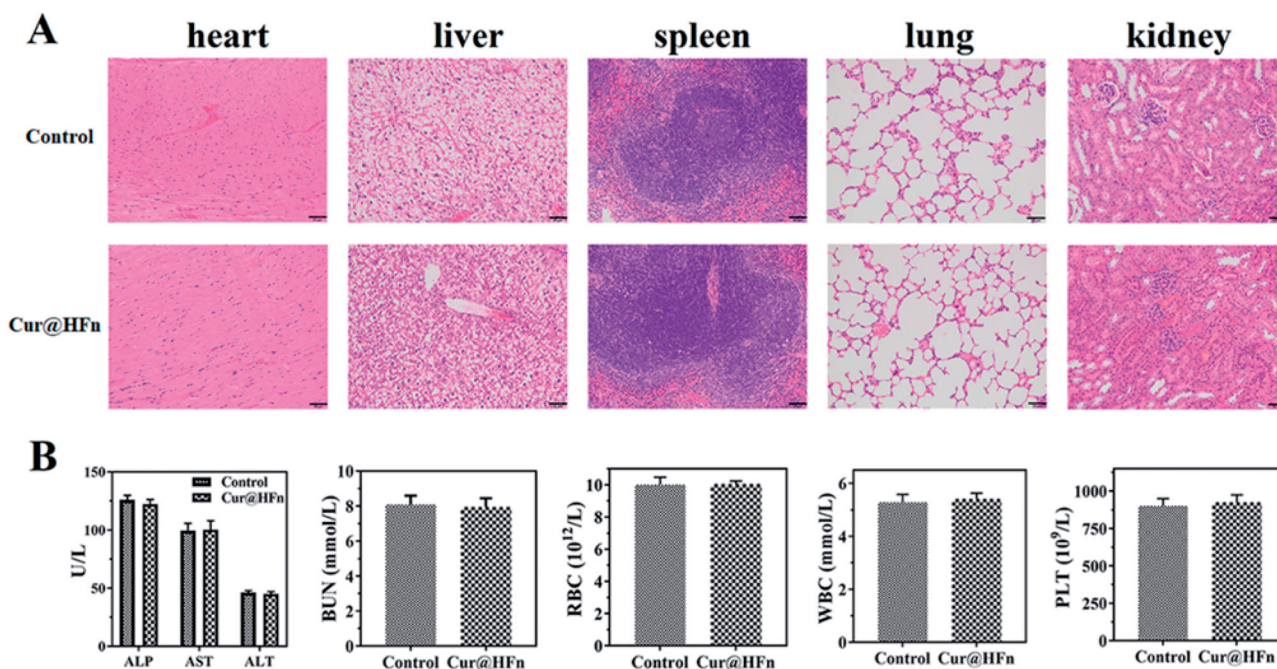 A
heart liver spleen lung kidney
Control
Cur@HFn
B
U/L
150
100
50
0
Control
Cur@HFn
ALP AST ALT
BUN (mmol/L)
10
8
6
4
2
0
Control Cur@HFn
RBC (10¹²/L)
10
8
6
4
2
0
Control Cur@HFn
WBC (mmol/L)
6
4
2
0
Control Cur@HFn
PLT (10⁹/L)
1000
750
500
250
0
Control Cur@HFn